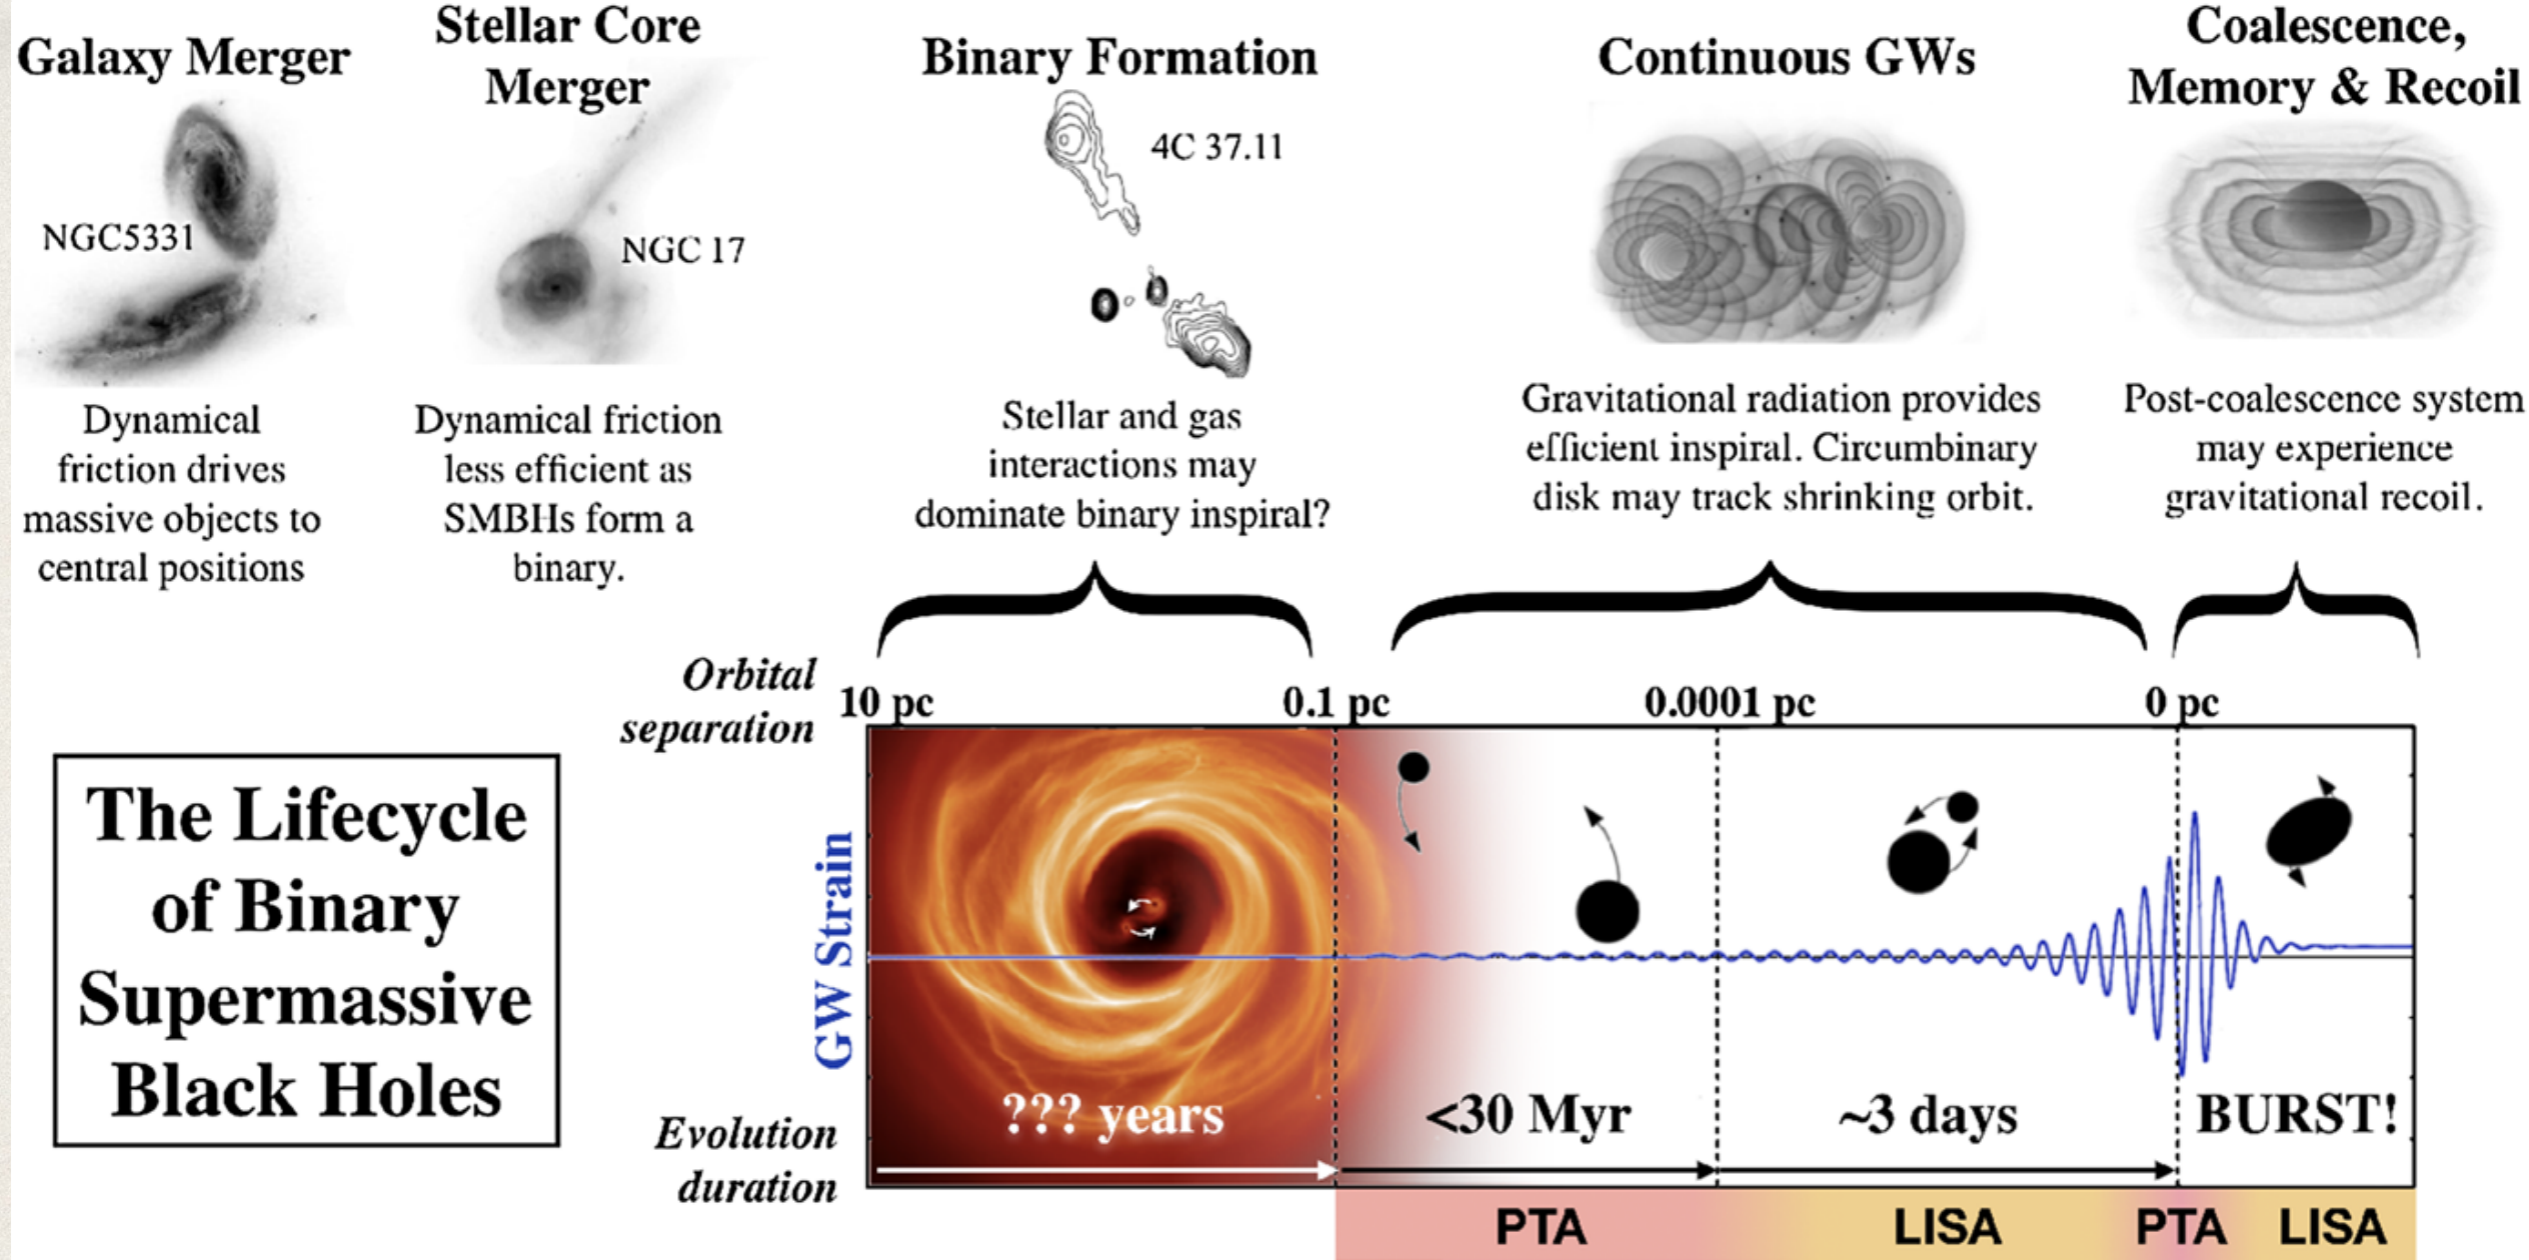 Galaxy Merger
NGC5331
Dynamical
friction drives
massive objects to
central positions
Stellar Core
Merger
NGC 17
Dynamical friction
less efficient as
SMBHs form a
binary.
Binary Formation
4C 37.11
Stellar and gas
interactions may
dominate binary inspiral?
Continuous GWs
Gravitational radiation provides
efficient inspiral. Circumbinary
disk may track shrinking orbit.
Coalescence,
Memory & Recoil
Post-coalescence system
may experience
gravitational recoil.
The Lifecycle
of Binary
Supermassive
Black Holes
Orbital
separation
10 pc
0.1 pc
0.0001 pc
0 pc
GW Strain
Evolution
duration
??? years
<30 Myr
~3 days
BURST!
PTA
LISA
PTA
LISA